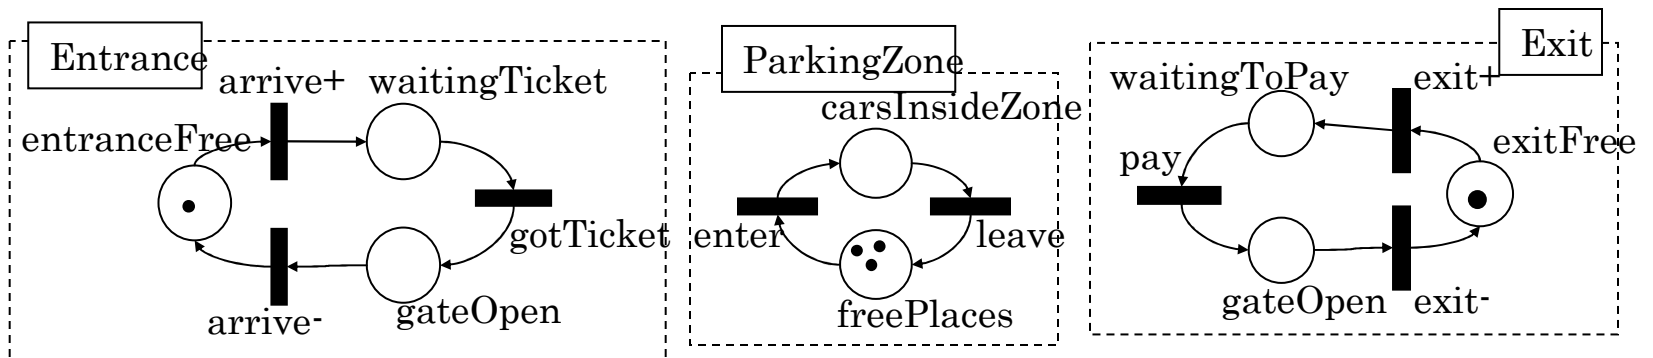 Entrance
arrive+
waitingTicket
entranceFree
gotTicket
gateOpen
arrive-
ParkingZone
carsInsideZone
enter
leave
freePlaces
Exit
waitingToPay
exit+
exitFree
pay
gateOpen
exit-